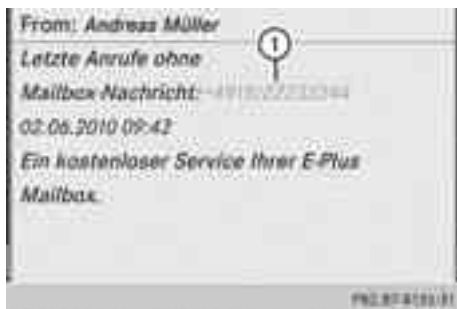 From: Andreas Müller
1
Letzte Anrufe ohne
Mailbox-Nachricht:
02.06.2010 09:42
Ein kostenloser Service Ihrer E-Plus
Mailbox.